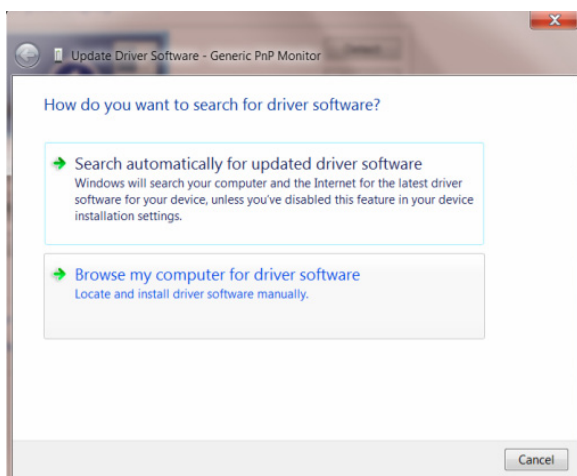 Update Driver Software - Generic PnP Monitor
How do you want to search for driver software?
Search automatically for updated driver software
Windows will search your computer and the Internet for the latest driver
software for your device, unless you've disabled this feature in your device
installation settings.
Browse my computer for driver software
Locate and install driver software manually.
Cancel